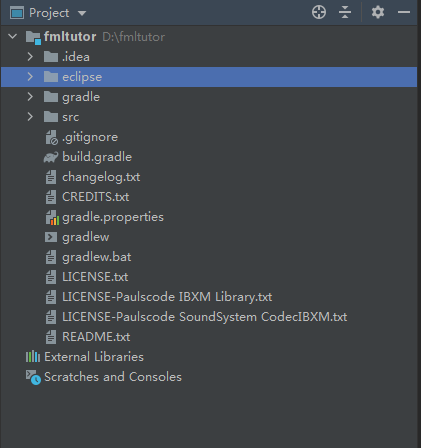 Project
fmltutor D:\fmltutor
.idea
eclipse
gradle
src
.gitignore
build.gradle
changelog.txt
CREDITS.txt
gradle.properties
gradlew
gradlew.bat
LICENSE.txt
LICENSE-Paulscode IBXM Library.txt
LICENSE-Paulscode SoundSystem CodecIBXM.txt
README.txt
External Libraries
Scratches and Consoles